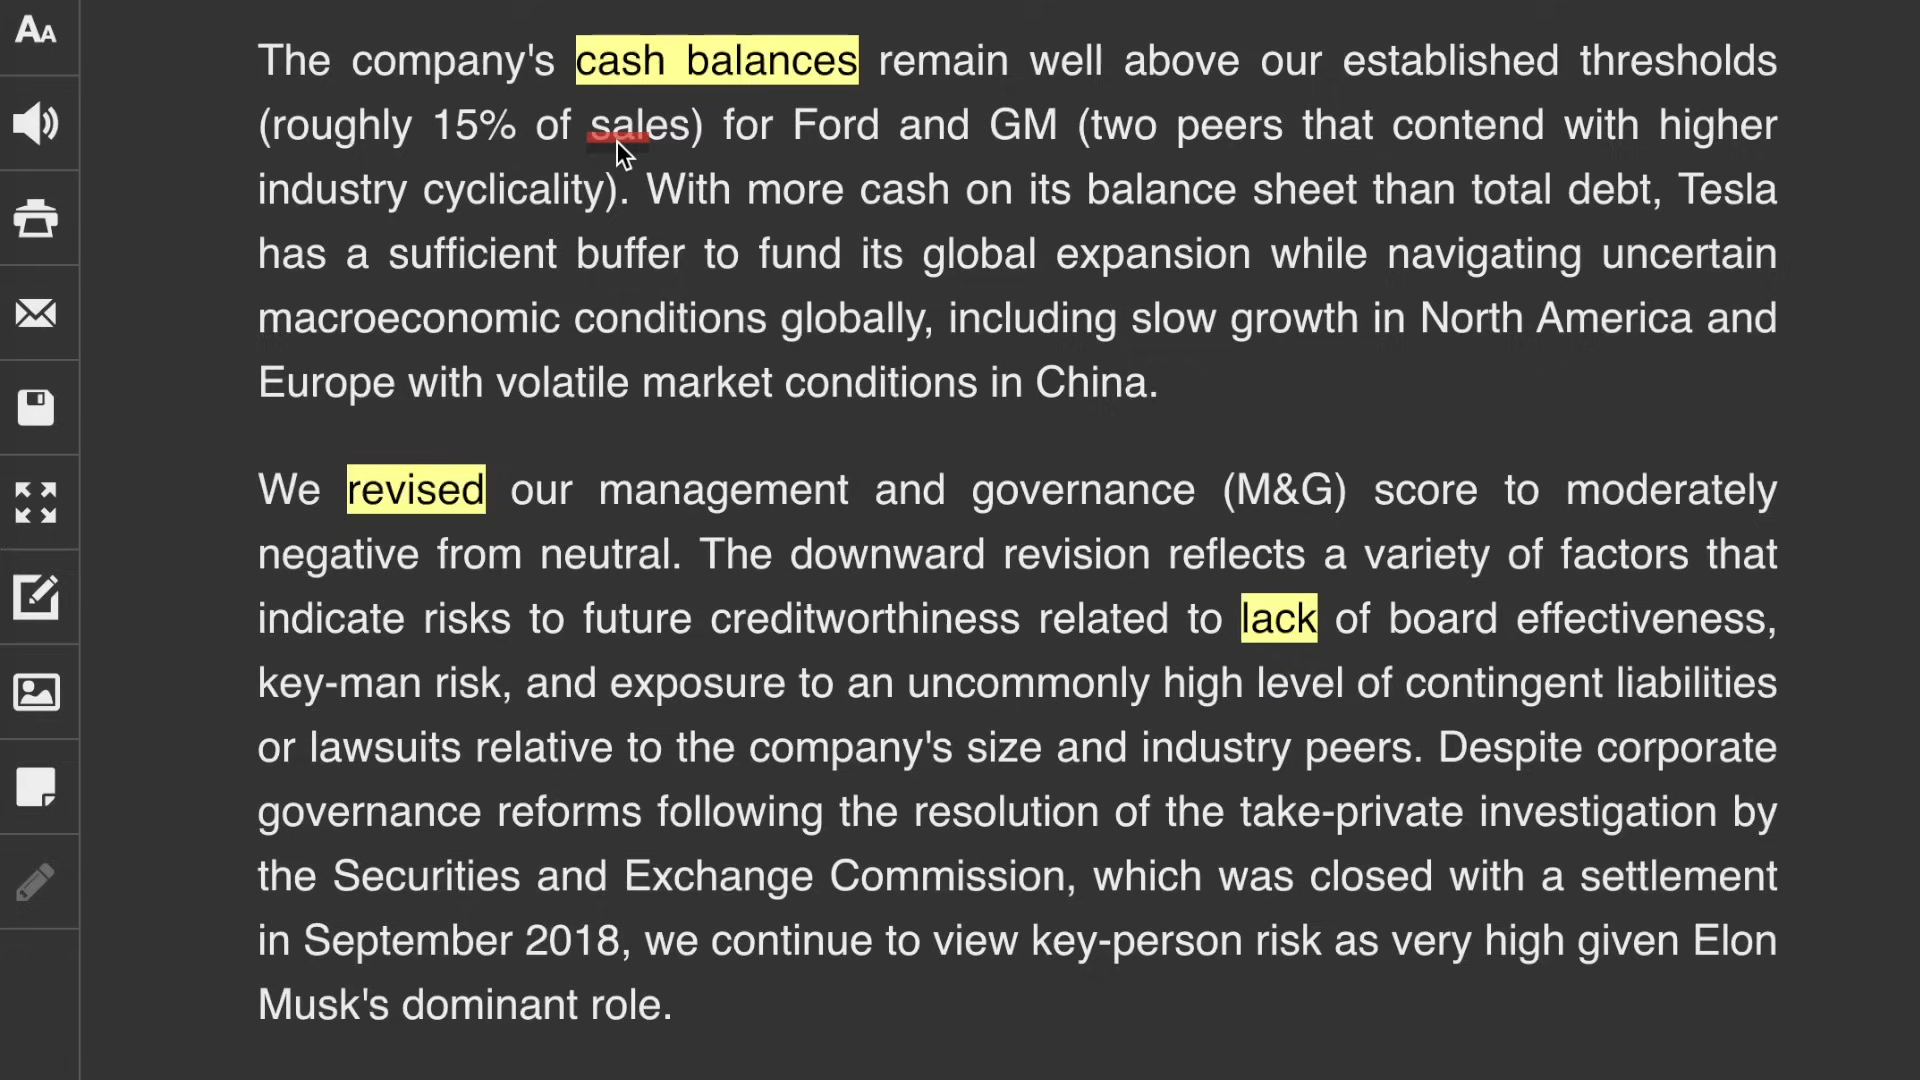 AA
The company's cash balances remain well above our established thresholds
(roughly 15% of sales) for Ford and GM (two peers that contend with higher
industry cyclicality). With more cash on its balance sheet than total debt, Tesla
has a sufficient buffer to fund its global expansion while navigating uncertain
macroeconomic conditions globally, including slow growth in North America and
Europe with volatile market conditions in China.
We revised our management and governance (M&G) score to moderately
negative from neutral. The downward revision reflects a variety of factors that
indicate risks to future creditworthiness related to lack of board effectiveness,
key-man risk, and exposure to an uncommonly high level of contingent liabilities
or lawsuits relative to the company's size and industry peers. Despite corporate
governance reforms following the resolution of the take-private investigation by
the Securities and Exchange Commission, which was closed with a settlement
in September 2018, we continue to view key-person risk as very high given Elon
Musk's dominant role.